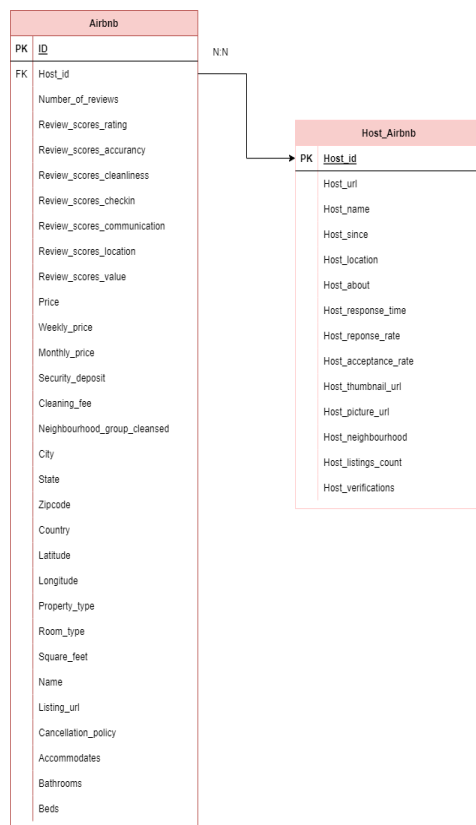 Airbnb
PK ID
N:N
FK Host_id
Number_of_reviews
Review_scores_rating
Review_scores_accurancy
Review_scores_cleanliness
Review_scores_checkin
Review_scores_communication
Review_scores_location
Review_scores_value
Price
Weekly_price
Monthly_price
Security_deposit
Cleaning_fee
Neighbourhood_group_cleansed
City
State
Zipcode
Country
Latitude
Longitude
Property_type
Room_type
Square_feet
Name
Listing_url
Cancellation_policy
Accommodates
Bathrooms
Beds
Host_Airbnb
PK Host_id
Host_url
Host_name
Host_since
Host_location
Host_about
Host_response_time
Host_reponse_rate
Host_acceptance_rate
Host_thumbnail_url
Host_picture_url
Host_neighbourhood
Host_listings_count
Host_verifications